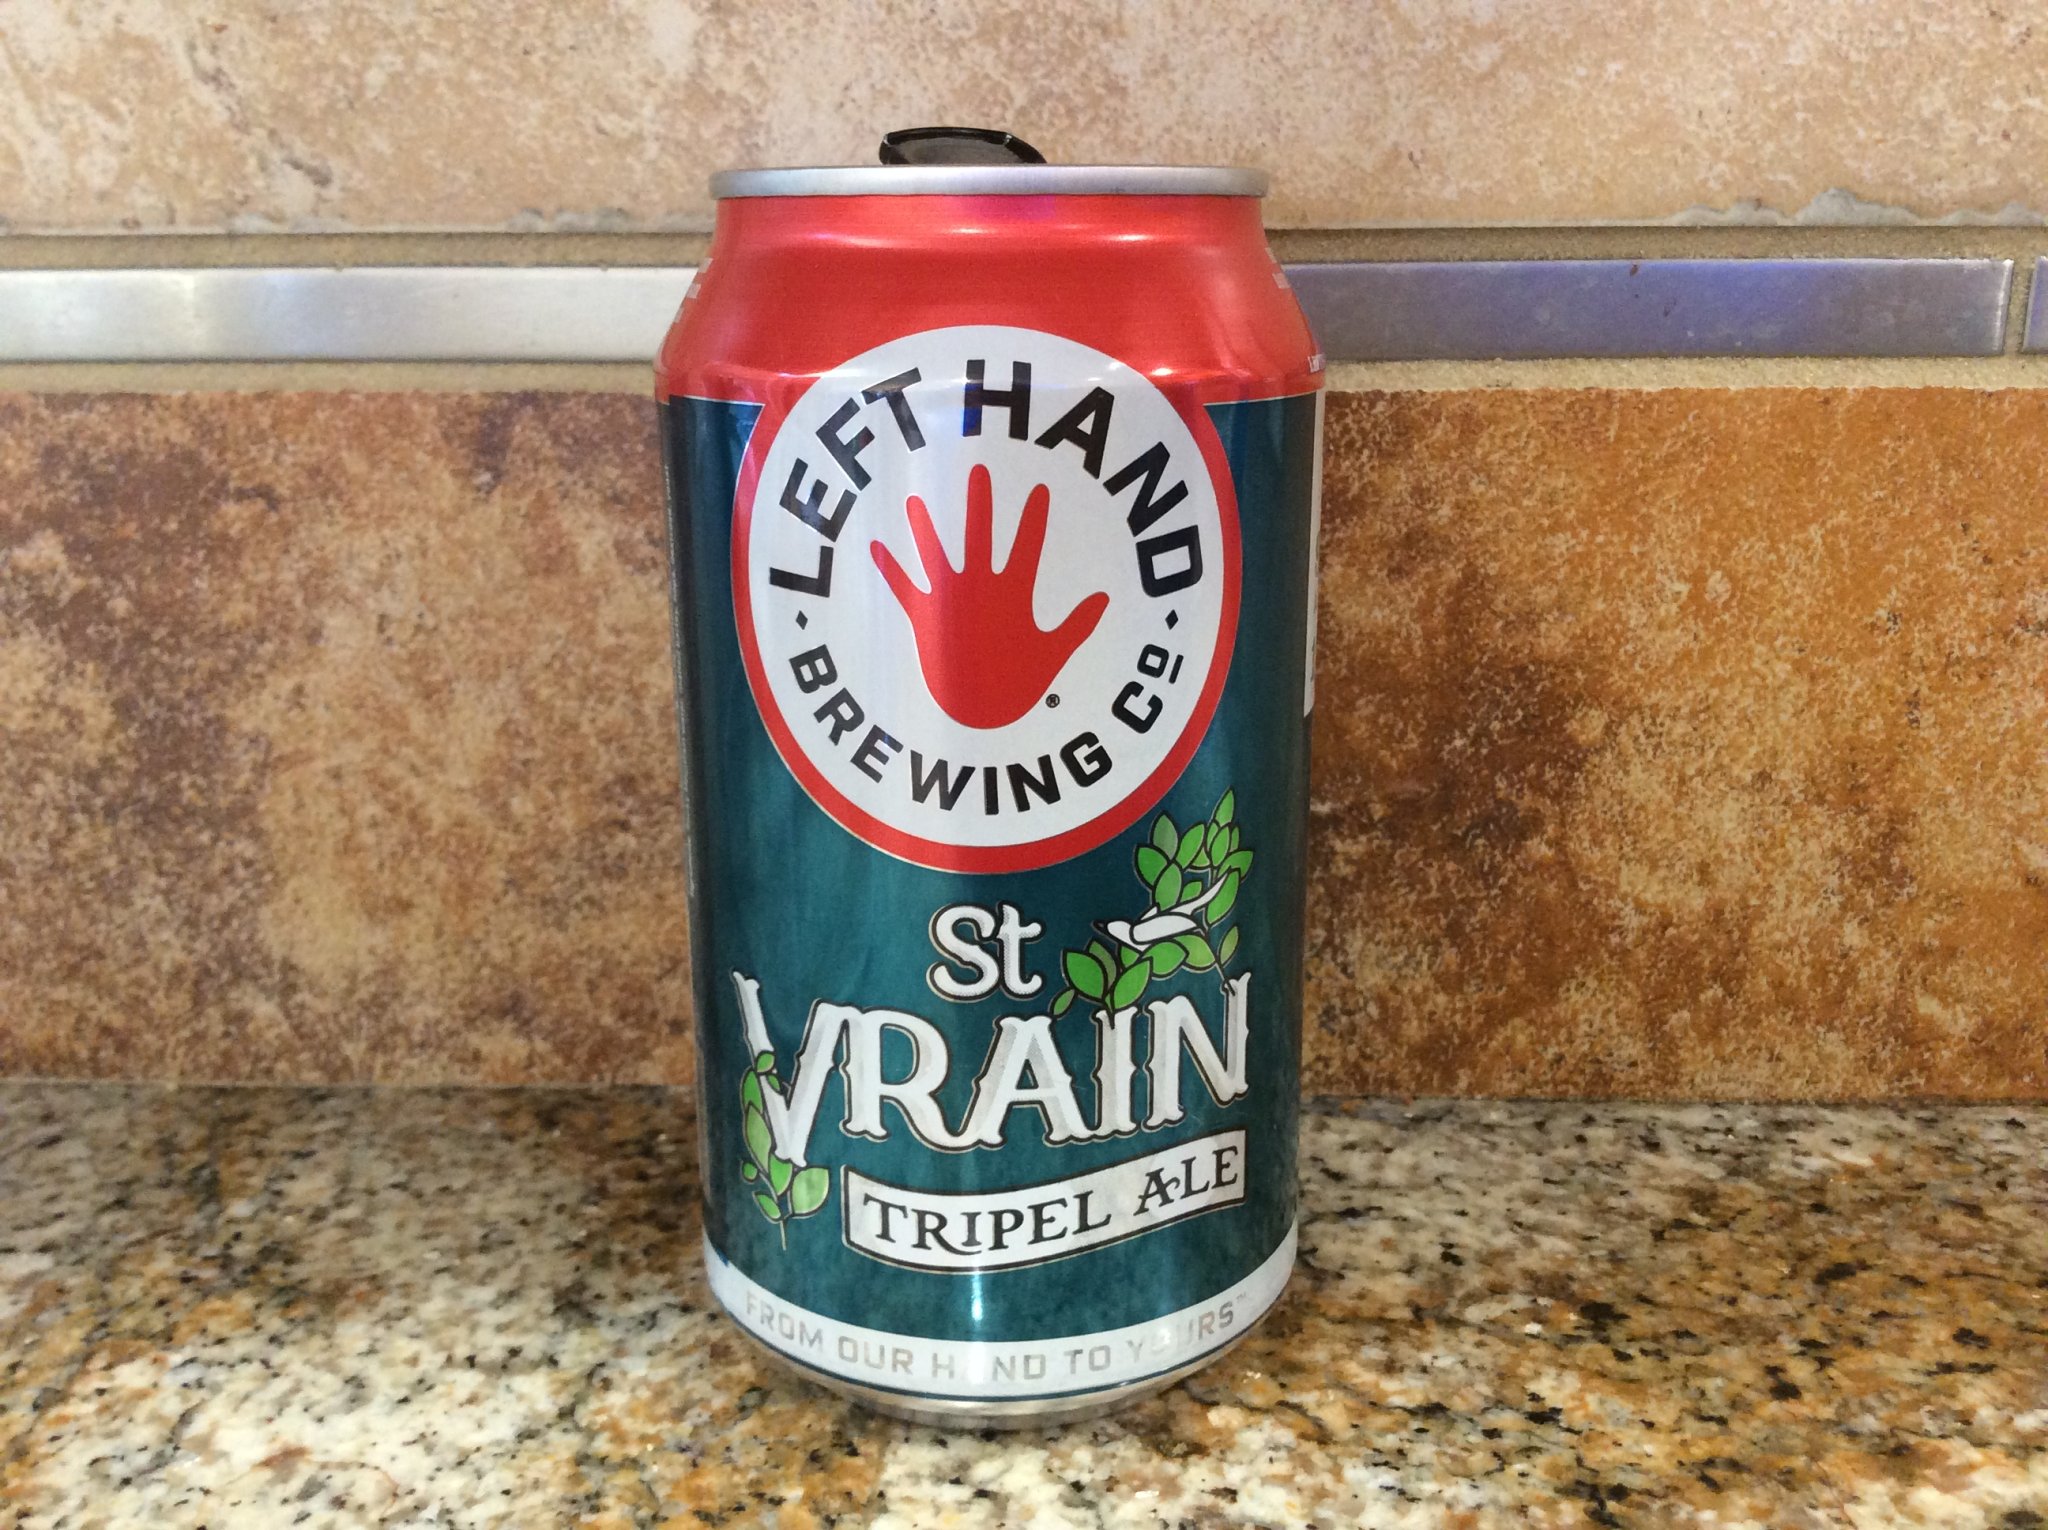 LEFT HAND
BREWING Co
®
St
VRAIN
TRIPEL ALE
FROM OUR HAND TO YOURS™